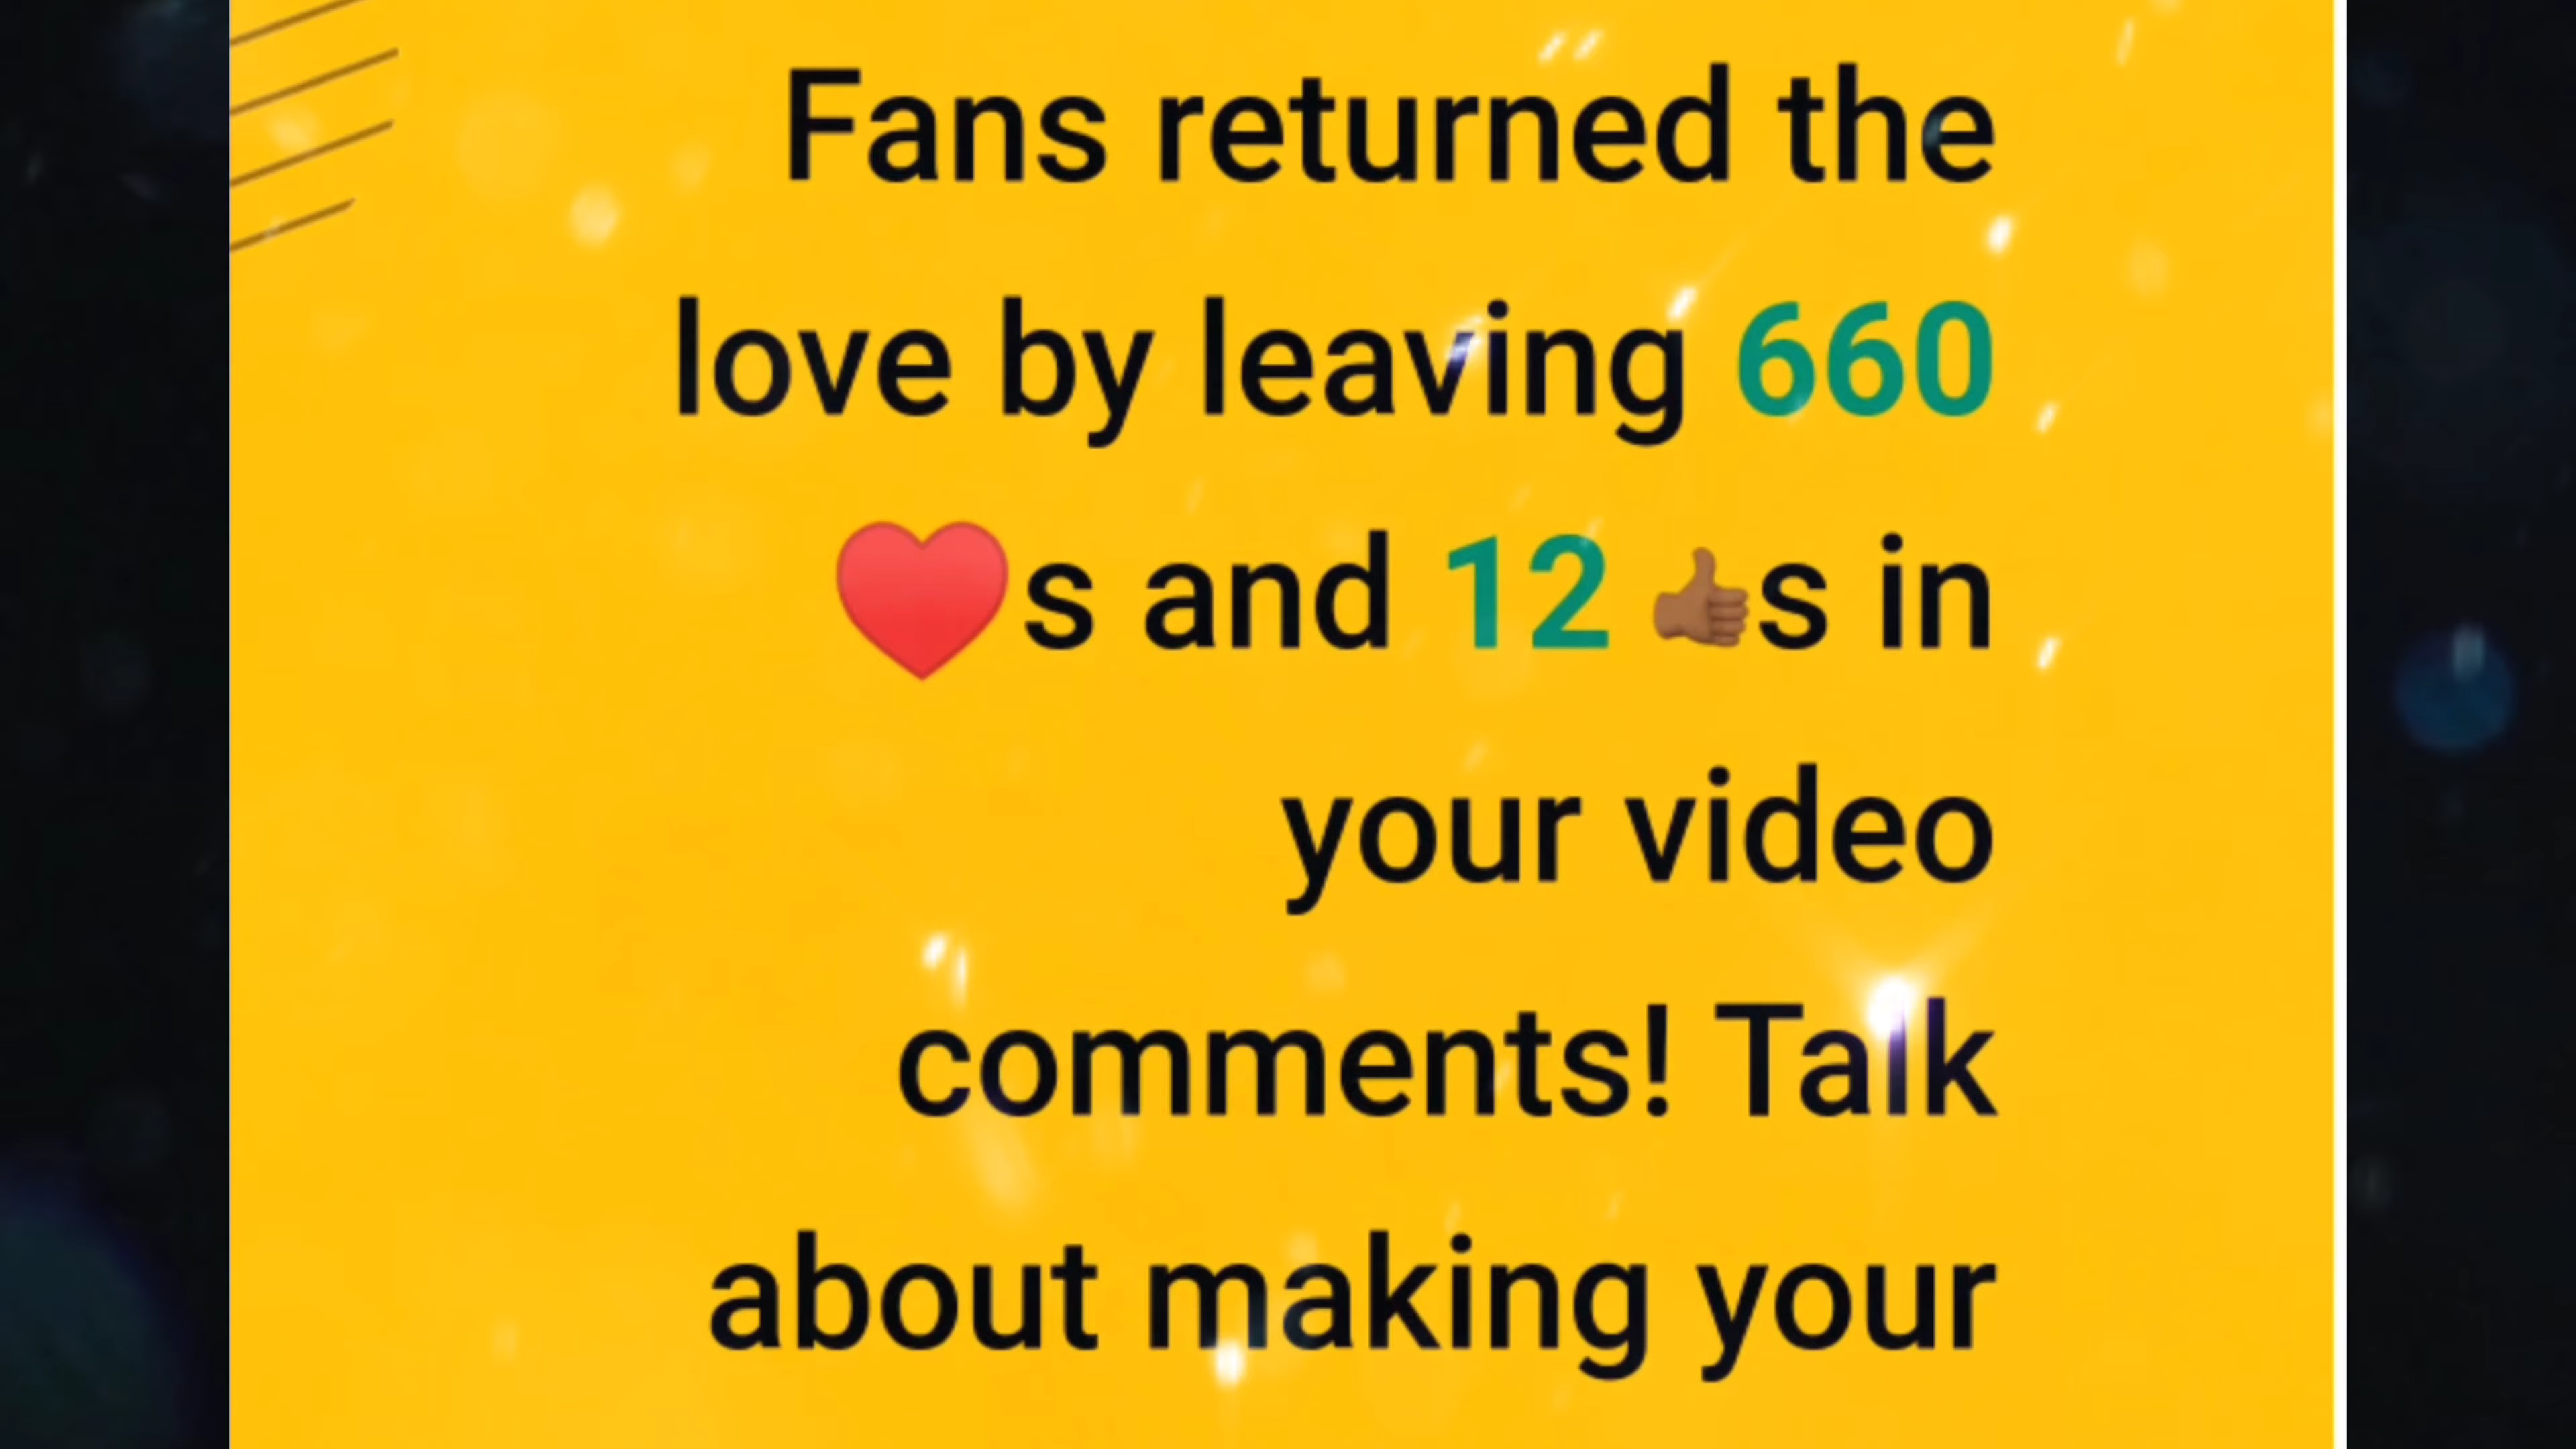 Fans returned the
love by leaving 660
❤️s and 12 👍🏾s in
your video
comments! Talk
about making your